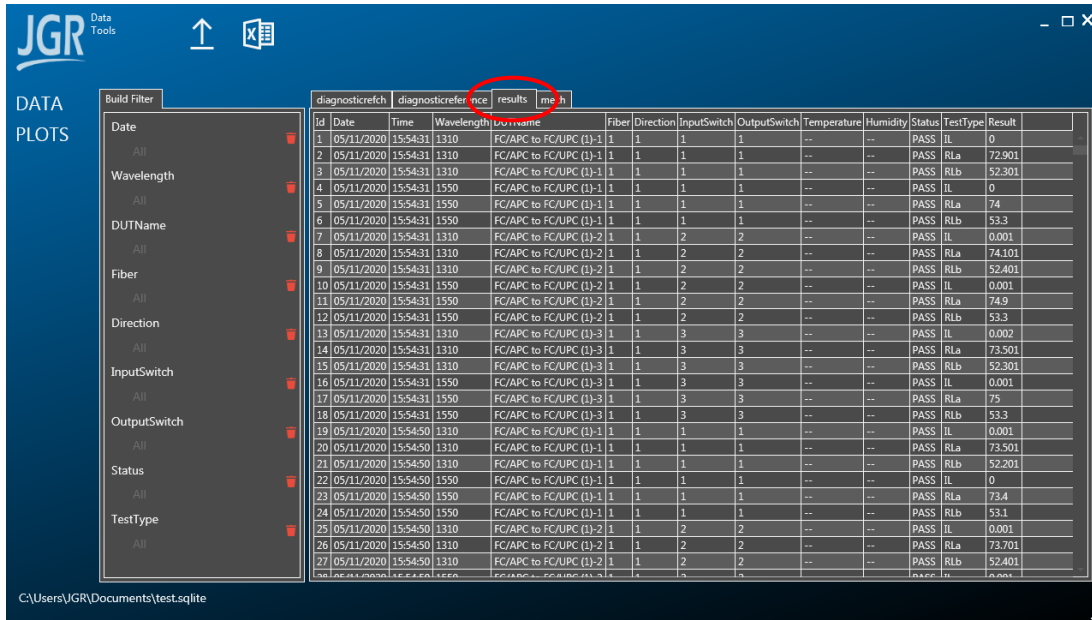 JGR Data Tools
DATA
PLOTS
Build Filter
Date
All
Wavelength
All
DUTName
All
Fiber
All
Direction
All
InputSwitch
All
OutputSwitch
All
Status
All
TestType
All
diagnosticrefch diagnosticreference results meth
Id Date Time Wavelength DUTName Fiber Direction InputSwitch OutputSwitch Temperature Humidity Status TestType Result
1 05/11/2020 15:54:31 1310 FC/APC to FC/UPC (1)-1 1 1 1 1 -- -- PASS IL 0
2 05/11/2020 15:54:31 1310 FC/APC to FC/UPC (1)-1 1 1 1 1 -- -- PASS RLa 72.901
3 05/11/2020 15:54:31 1310 FC/APC to FC/UPC (1)-1 1 1 1 1 -- -- PASS RLb 52.301
4 05/11/2020 15:54:31 1550 FC/APC to FC/UPC (1)-1 1 1 1 1 -- -- PASS IL 0
5 05/11/2020 15:54:31 1550 FC/APC to FC/UPC (1)-1 1 1 1 1 -- -- PASS RLa 74
6 05/11/2020 15:54:31 1550 FC/APC to FC/UPC (1)-1 1 1 1 1 -- -- PASS RLb 53.3
7 05/11/2020 15:54:31 1310 FC/APC to FC/UPC (1)-2 1 1 2 2 -- -- PASS IL 0.001
8 05/11/2020 15:54:31 1310 FC/APC to FC/UPC (1)-2 1 1 2 2 -- -- PASS RLa 74.101
9 05/11/2020 15:54:31 1310 FC/APC to FC/UPC (1)-2 1 1 2 2 -- -- PASS RLb 52.401
10 05/11/2020 15:54:31 1550 FC/APC to FC/UPC (1)-2 1 1 2 2 -- -- PASS IL 0.001
11 05/11/2020 15:54:31 1550 FC/APC to FC/UPC (1)-2 1 1 2 2 -- -- PASS RLa 74.9
12 05/11/2020 15:54:31 1550 FC/APC to FC/UPC (1)-2 1 1 2 2 -- -- PASS RLb 53.3
13 05/11/2020 15:54:31 1310 FC/APC to FC/UPC (1)-3 1 1 3 3 -- -- PASS IL 0.002
14 05/11/2020 15:54:31 1310 FC/APC to FC/UPC (1)-3 1 1 3 3 -- -- PASS RLa 73.501
15 05/11/2020 15:54:31 1310 FC/APC to FC/UPC (1)-3 1 1 3 3 -- -- PASS RLb 52.301
16 05/11/2020 15:54:31 1550 FC/APC to FC/UPC (1)-3 1 1 3 3 -- -- PASS IL 0.001
17 05/11/2020 15:54:31 1550 FC/APC to FC/UPC (1)-3 1 1 3 3 -- -- PASS RLa 75
18 05/11/2020 15:54:31 1550 FC/APC to FC/UPC (1)-3 1 1 3 3 -- -- PASS RLb 53.3
19 05/11/2020 15:54:50 1310 FC/APC to FC/UPC (1)-1 1 1 1 1 -- -- PASS IL 0.001
20 05/11/2020 15:54:50 1310 FC/APC to FC/UPC (1)-1 1 1 1 1 -- -- PASS RLa 73.501
21 05/11/2020 15:54:50 1310 FC/APC to FC/UPC (1)-1 1 1 1 1 -- -- PASS RLb 52.201
22 05/11/2020 15:54:50 1550 FC/APC to FC/UPC (1)-1 1 1 1 1 -- -- PASS IL 0
23 05/11/2020 15:54:50 1550 FC/APC to FC/UPC (1)-1 1 1 1 1 -- -- PASS RLa 73.4
24 05/11/2020 15:54:50 1550 FC/APC to FC/UPC (1)-1 1 1 1 1 -- -- PASS RLb 53.1
25 05/11/2020 15:54:50 1310 FC/APC to FC/UPC (1)-2 1 1 2 2 -- -- PASS IL 0.001
26 05/11/2020 15:54:50 1310 FC/APC to FC/UPC (1)-2 1 1 2 2 -- -- PASS RLa 73.701
27 05/11/2020 15:54:50 1310 FC/APC to FC/UPC (1)-2 1 1 2 2 -- -- PASS RLb 52.401
C:\Users\JGR\Documents\test.sqlite